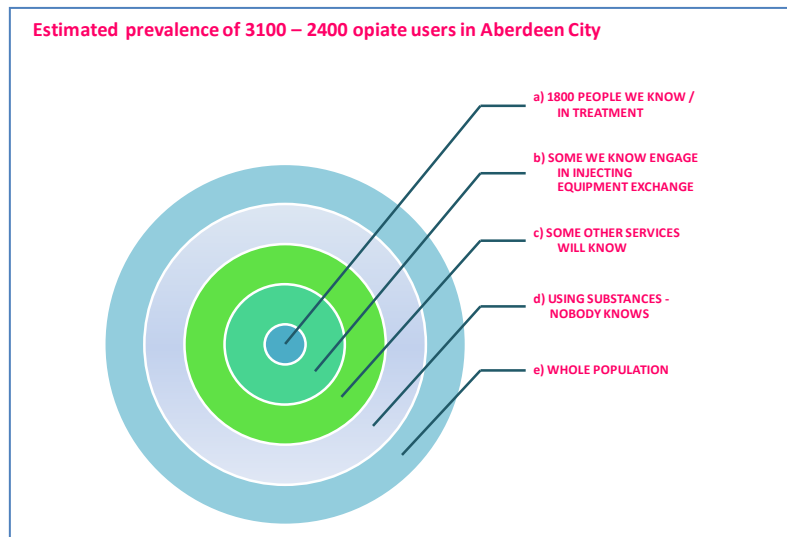 Estimated prevalence of 3100 – 2400 opiate users in Aberdeen City
a) 1800 PEOPLE WE KNOW /
IN TREATMENT
b) SOME WE KNOW ENGAGE
IN INJECTING
EQUIPMENT EXCHANGE
c) SOME OTHER SERVICES
WILL KNOW
d) USING SUBSTANCES -
NOBODY KNOWS
e) WHOLE POPULATION